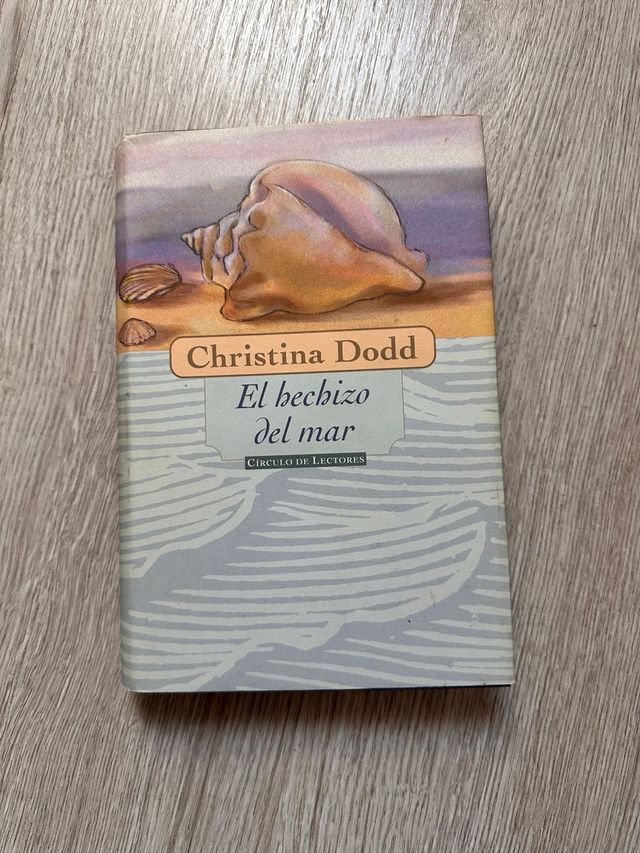 Christina Dodd
El hechizo
del mar
CÍRCULO DE LECTORES